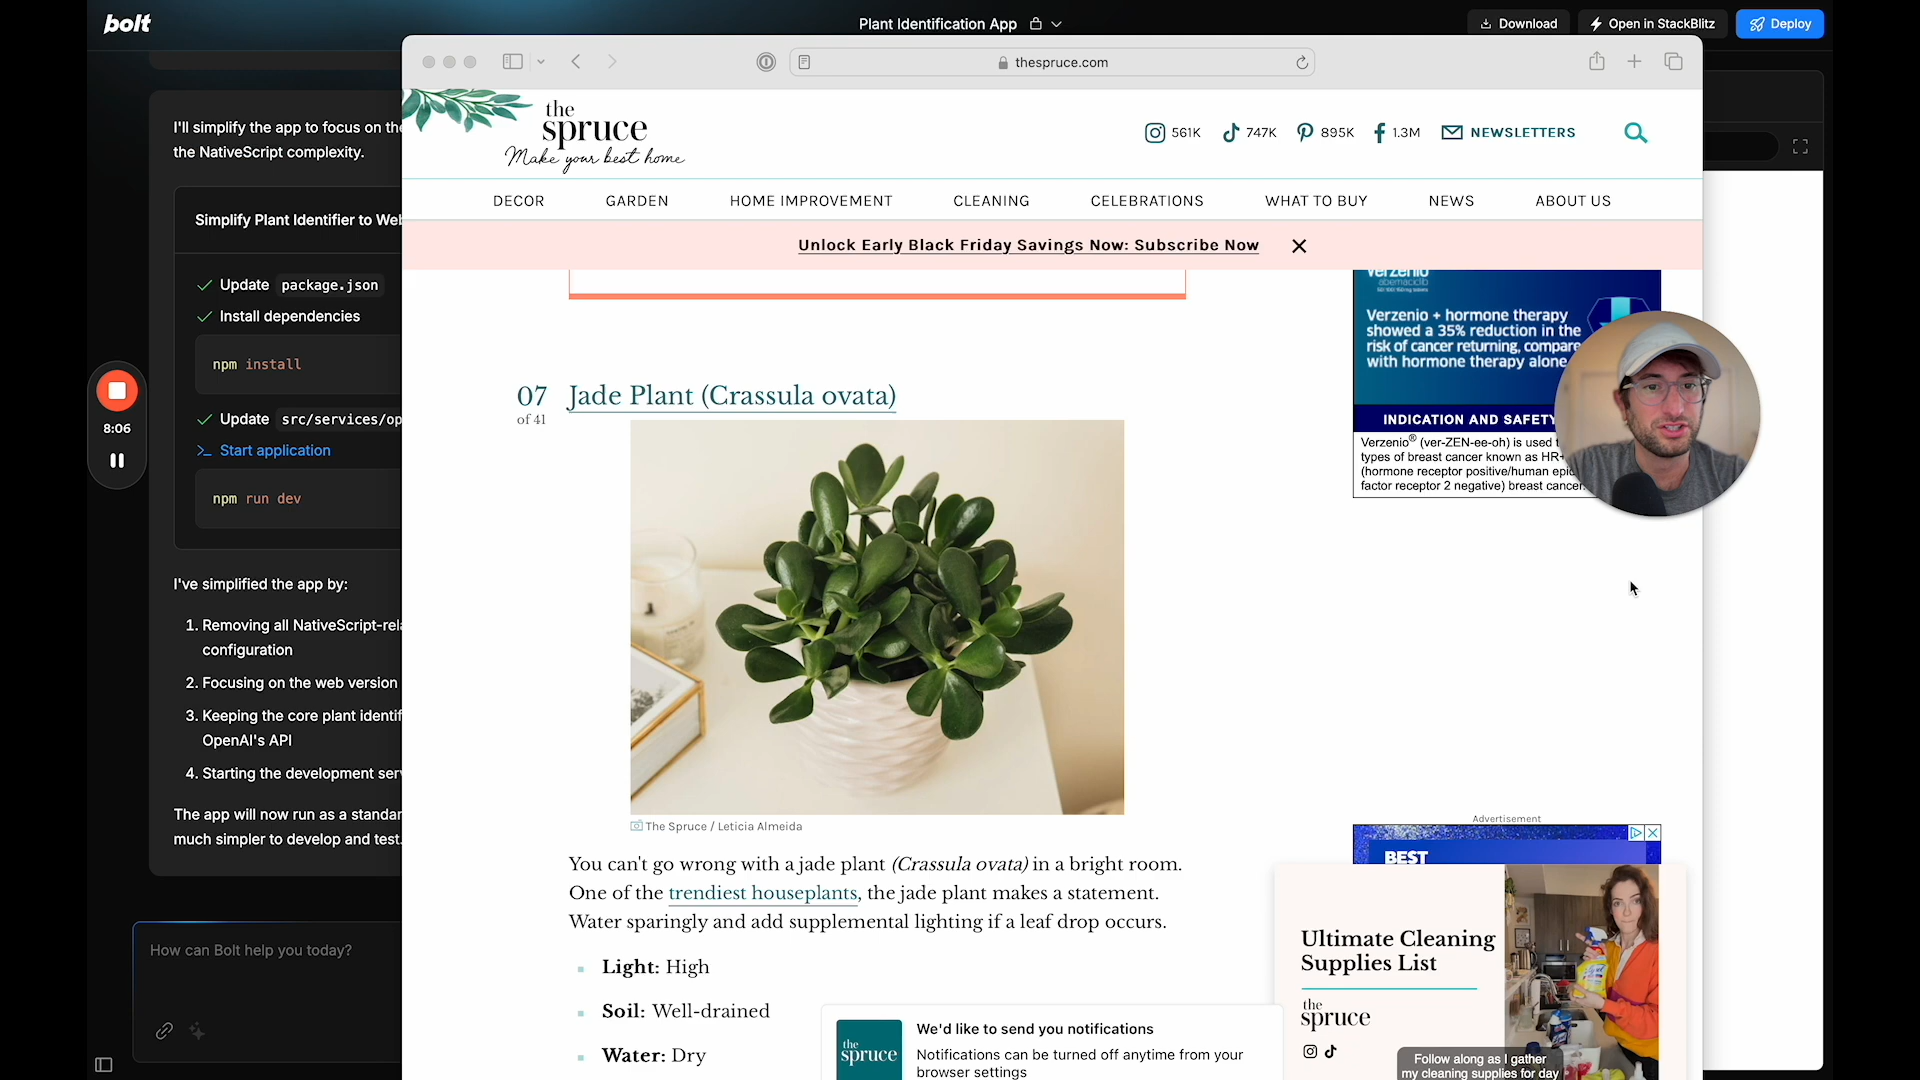 bolt
Plant Identification App
Download
Open in StackBlitz
Deploy
I'll simplify the app to focus on the
the NativeScript complexity.
Simplify Plant Identifier to Web
Update package.json
Install dependencies
npm install
Update src/services/op
Start application
npm run dev
I've simplified the app by:
1. Removing all NativeScript-rela
configuration
2. Focusing on the web version
3. Keeping the core plant identif
OpenAI's API
4. Starting the development serv
The app will now run as a standar
much simpler to develop and test.
How can Bolt help you today?
8:06
thespruce.com
the
spruce
Make your best home
561K
747K
895K
1.3M
NEWSLETTERS
DECOR
GARDEN
HOME IMPROVEMENT
CLEANING
CELEBRATIONS
WHAT TO BUY
NEWS
ABOUT US
Unlock Early Black Friday Savings Now: Subscribe Now
07
of 41
Jade Plant (Crassula ovata)
The Spruce / Leticia Almeida
You can't go wrong with a jade plant (Crassula ovata) in a bright room.
One of the trendiest houseplants, the jade plant makes a statement.
Water sparingly and add supplemental lighting if a leaf drop occurs.
Light: High
Soil: Well-drained
Water: Dry
verzenio
abemaciclib
Verzenio + hormone therapy
showed a 35% reduction in the
risk of cancer returning, compare
with hormone therapy alone
INDICATION AND SAFETY
Verzenio® (ver-ZEN-ee-oh) is used t
types of breast cancer known as HR+
(hormone receptor positive/human epid
factor receptor 2 negative) breast cancer
Advertisement
BEST
Ultimate Cleaning
Supplies List
the
spruce
Follow along as I gather
my cleaning supplies for day
the
spruce
We'd like to send you notifications
Notifications can be turned off anytime from your
browser settings